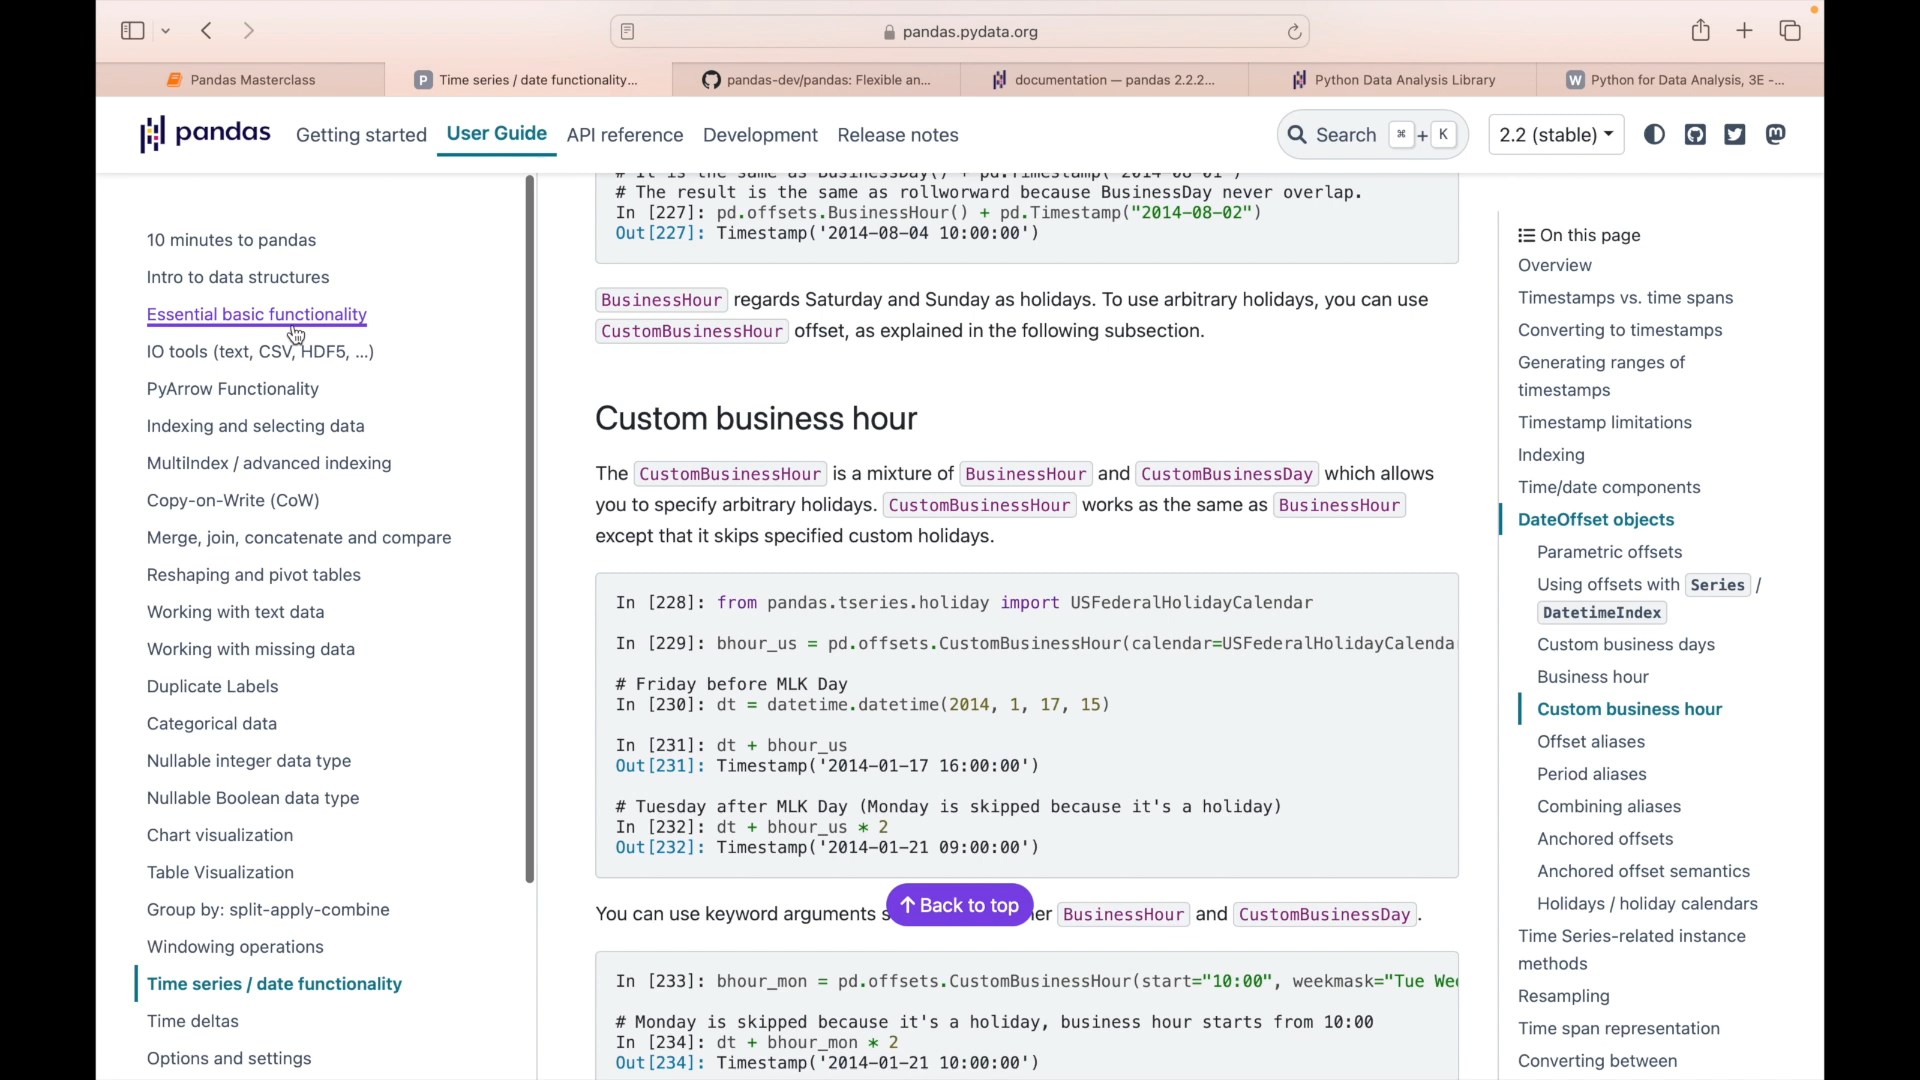 pandas.pydata.org
Pandas Masterclass
Time series / date functionality...
pandas-dev/pandas: Flexible an...
documentation — pandas 2.2.2...
Python Data Analysis Library
W
Python for Data Analysis, 3E -...
pandas
Getting started
User Guide
API reference
Development
Release notes
Search ⌘ + K
2.2 (stable)
10 minutes to pandas
Intro to data structures
Essential basic functionality
IO tools (text, CSV, HDF5, ...)
PyArrow Functionality
Indexing and selecting data
MultiIndex / advanced indexing
Copy-on-Write (CoW)
Merge, join, concatenate and compare
Reshaping and pivot tables
Working with text data
Working with missing data
Duplicate Labels
Categorical data
Nullable integer data type
Nullable Boolean data type
Chart visualization
Table Visualization
Group by: split-apply-combine
Windowing operations
Time series / date functionality
Time deltas
Options and settings
# It is the same as BusinessDay() + pd.Timestamp("2014-08-01").
# The result is the same as rollworward because BusinessDay never overlap.
In [227]: pd.offsets.BusinessHour() + pd.Timestamp("2014-08-02")
Out[227]: Timestamp('2014-08-04 10:00:00')
BusinessHour regards Saturday and Sunday as holidays. To use arbitrary holidays, you can use
CustomBusinessHour offset, as explained in the following subsection.
Custom business hour
The CustomBusinessHour is a mixture of BusinessHour and CustomBusinessDay which allows
you to specify arbitrary holidays. CustomBusinessHour works as the same as BusinessHour
except that it skips specified custom holidays.
In [228]: from pandas.tseries.holiday import USFederalHolidayCalendar
In [229]: bhour_us = pd.offsets.CustomBusinessHour(calendar=USFederalHolidayCalenda
# Friday before MLK Day
In [230]: dt = datetime.datetime(2014, 1, 17, 15)
In [231]: dt + bhour_us
Out[231]: Timestamp('2014-01-17 16:00:00')
# Tuesday after MLK Day (Monday is skipped because it's a holiday)
In [232]: dt + bhour_us * 2
Out[232]: Timestamp('2014-01-21 09:00:00')
You can use keyword arguments s
↑ Back to top
er BusinessHour and CustomBusinessDay.
In [233]: bhour_mon = pd.offsets.CustomBusinessHour(start="10:00", weekmask="Tue We
# Monday is skipped because it's a holiday, business hour starts from 10:00
In [234]: dt + bhour_mon * 2
Out[234]: Timestamp('2014-01-21 10:00:00')
On this page
Overview
Timestamps vs. time spans
Converting to timestamps
Generating ranges of
timestamps
Timestamp limitations
Indexing
Time/date components
DateOffset objects
Parametric offsets
Using offsets with Series /
DatetimeIndex
Custom business days
Business hour
Custom business hour
Offset aliases
Period aliases
Combining aliases
Anchored offsets
Anchored offset semantics
Holidays / holiday calendars
Time Series-related instance
methods
Resampling
Time span representation
Converting between